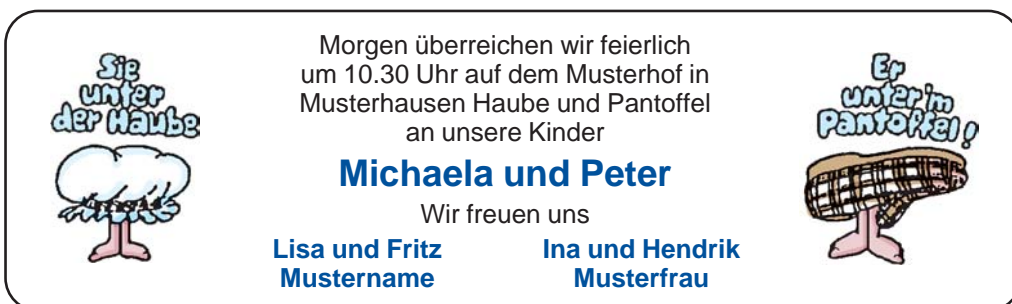 Sie
unter
der Haube
Morgen überreichen wir feierlich
um 10.30 Uhr auf dem Musterhof in
Musterhausen Haube und Pantoffel
an unsere Kinder
Michaela und Peter
Wir freuen uns
Lisa und Fritz
Mustername
Ina und Hendrik
Musterfrau
Er
unter'm
Pantoffel!